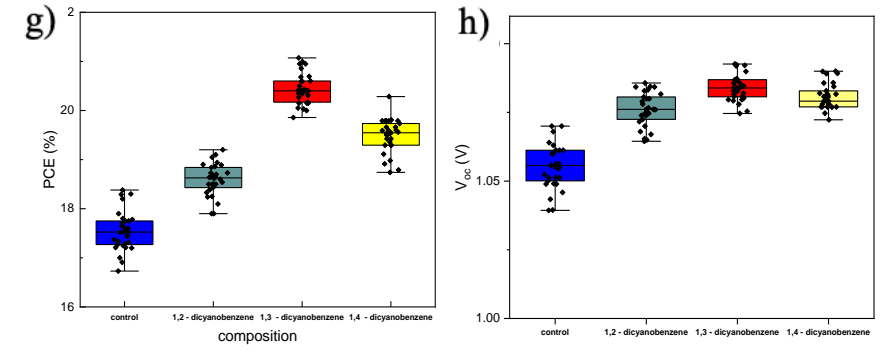 g)
2
20
18
16
PCE (%)
control
1,2 - dicyanobenzene
1,3 - dicyanobenzene
1,4 - dicyanobenzene
composition
h)
1.05
1.00
Voc (V)
control
1,2 - dicyanobenzene
1,3 - dicyanobenzene
1,4 - dicyanobenzene